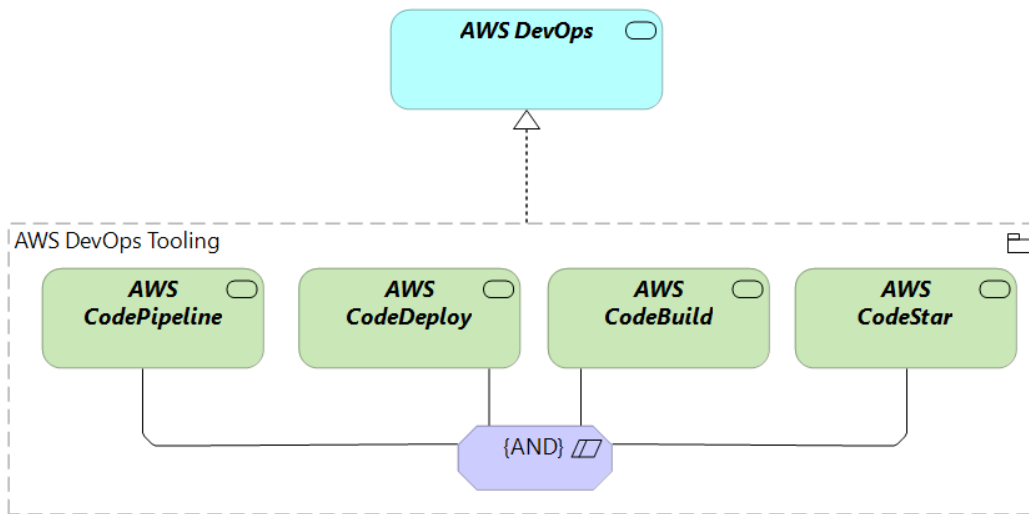 AWS DevOps
AWS DevOps Tooling
AWS
CodePipeline
AWS
CodeDeploy
AWS
CodeBuild
AWS
CodeStar
{AND}